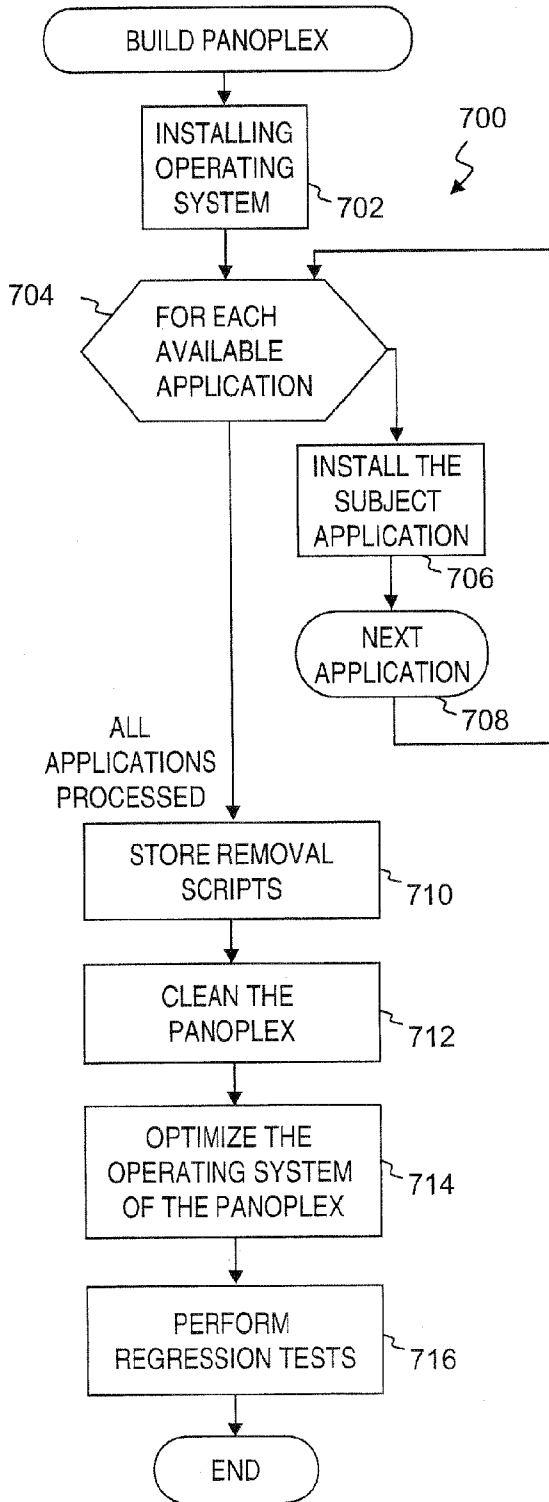 BUILD PANOPLEX
INSTALLING
OPERATING
SYSTEM
702
700
704
FOR EACH
AVAILABLE
APPLICATION
INSTALL THE
SUBJECT
APPLICATION
706
NEXT
APPLICATION
708
ALL
APPLICATIONS
PROCESSED
STORE REMOVAL
SCRIPTS
710
CLEAN THE
PANOPLEX
712
OPTIMIZE THE
OPERATING SYSTEM
OF THE PANOPLEX
714
PERFORM
REGRESSION TESTS
716
END